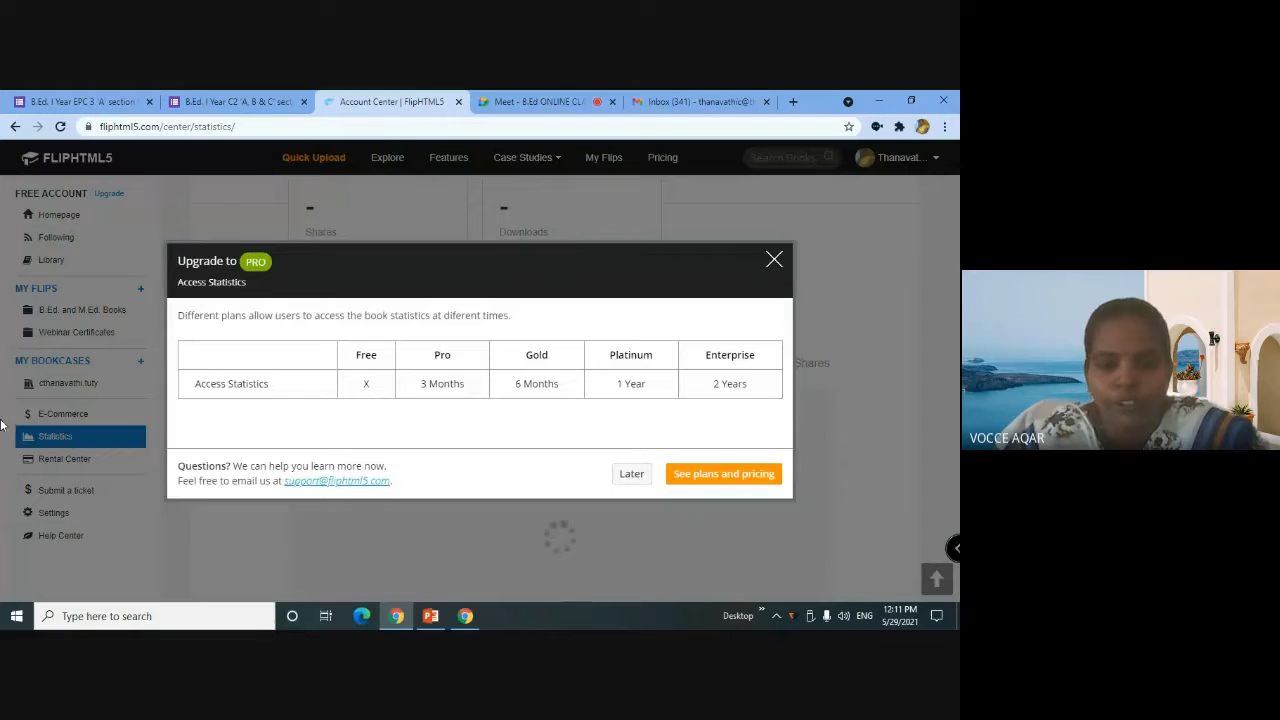 B.Ed. I Year EPC 3 'A' section
B.Ed. I Year C2 'A, B & C' sect
Account Center | FlipHTML5
Meet - B.Ed ONLINE CLA
Inbox (341) - thanavathic@t
fliphtml5.com/center/statistics/
FLIPHTML5
Quick Upload
Explore
Features
Case Studies
My Flips
Pricing
Search Books..
Thanavat...
FREE ACCOUNT Upgrade
Homepage
Following
Library
MY FLIPS +
B.Ed. and M.Ed. Books
Webinar Certificates
MY BOOKCASES +
dthanavathi.tuty
E-Commerce
Statistics
Rental Center
Submit a ticket
Settings
Help Center
- -
Shares Downloads
Upgrade to PRO
Access Statistics
Different plans allow users to access the book statistics at diferent times.
Free Pro Gold Platinum Enterprise
Access Statistics X 3 Months 6 Months 1 Year 2 Years
Questions? We can help you learn more now.
Feel free to email us at support@fliphtml5.com.
Later
See plans and pricing
Shares
VOCCE AQAR
Type here to search
Desktop
ENG
12:11 PM
5/29/2021